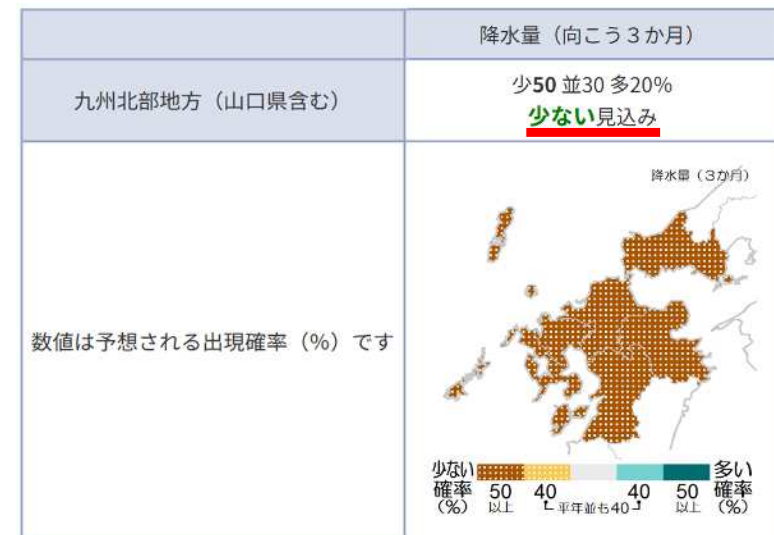 降水量（向こう３か月）
九州北部地方（山口県含む）
少50 並30 多20%
少ない見込み
数値は予想される出現確率（%）です
降水量（3か月）
少ない 多い
確率 50 40 40 50 確率
(%) 以上 平年並も40 以上 (%)